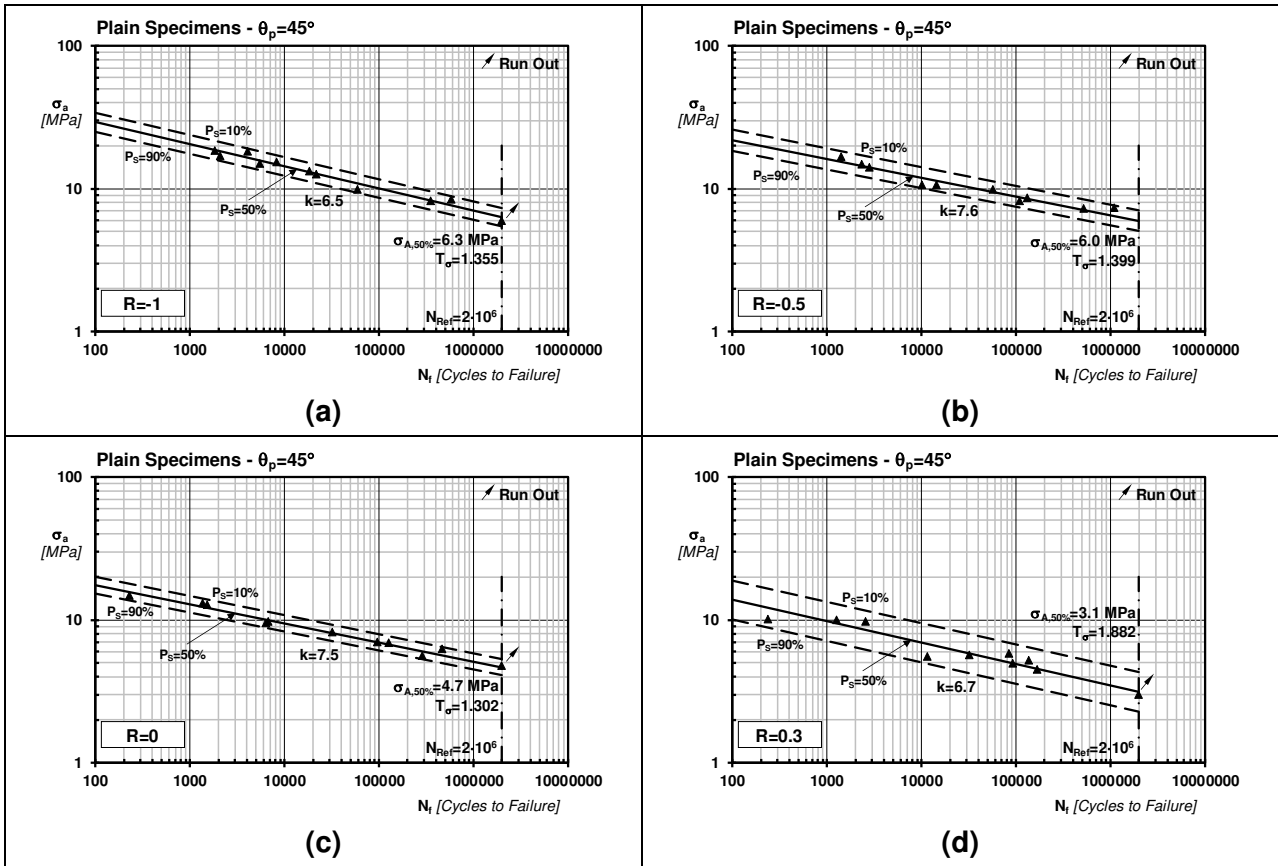 Plain Specimens - θp=45°
100
Run Out
σa
[MPa]
PS=10%
PS=90%
10
PS=50%
k=6.5
σA,50%=6.3 MPa
Tσ=1.355
R=-1
NRef=2·10⁶
1
100 1000 10000 100000 1000000 10000000
Nf [Cycles to Failure]
(a)
Plain Specimens - θp=45°
100
Run Out
σa
[MPa]
PS=10%
PS=90%
10
PS=50%
k=7.6
σA,50%=6.0 MPa
Tσ=1.399
R=-0.5
NRef=2·10⁶
1
100 1000 10000 100000 1000000 10000000
Nf [Cycles to Failure]
(b)
Plain Specimens - θp=45°
100
Run Out
σa
[MPa]
PS=10%
PS=90%
10
PS=50%
k=7.5
σA,50%=4.7 MPa
Tσ=1.302
R=0
NRef=2·10⁶
1
100 1000 10000 100000 1000000 10000000
Nf [Cycles to Failure]
(c)
Plain Specimens - θp=45°
100
Run Out
σa
[MPa]
PS=10%
σA,50%=3.1 MPa
10
Tσ=1.882
PS=90%
PS=50%
k=6.7
R=0.3
NRef=2·10⁶
1
100 1000 10000 100000 1000000 10000000
Nf [Cycles to Failure]
(d)